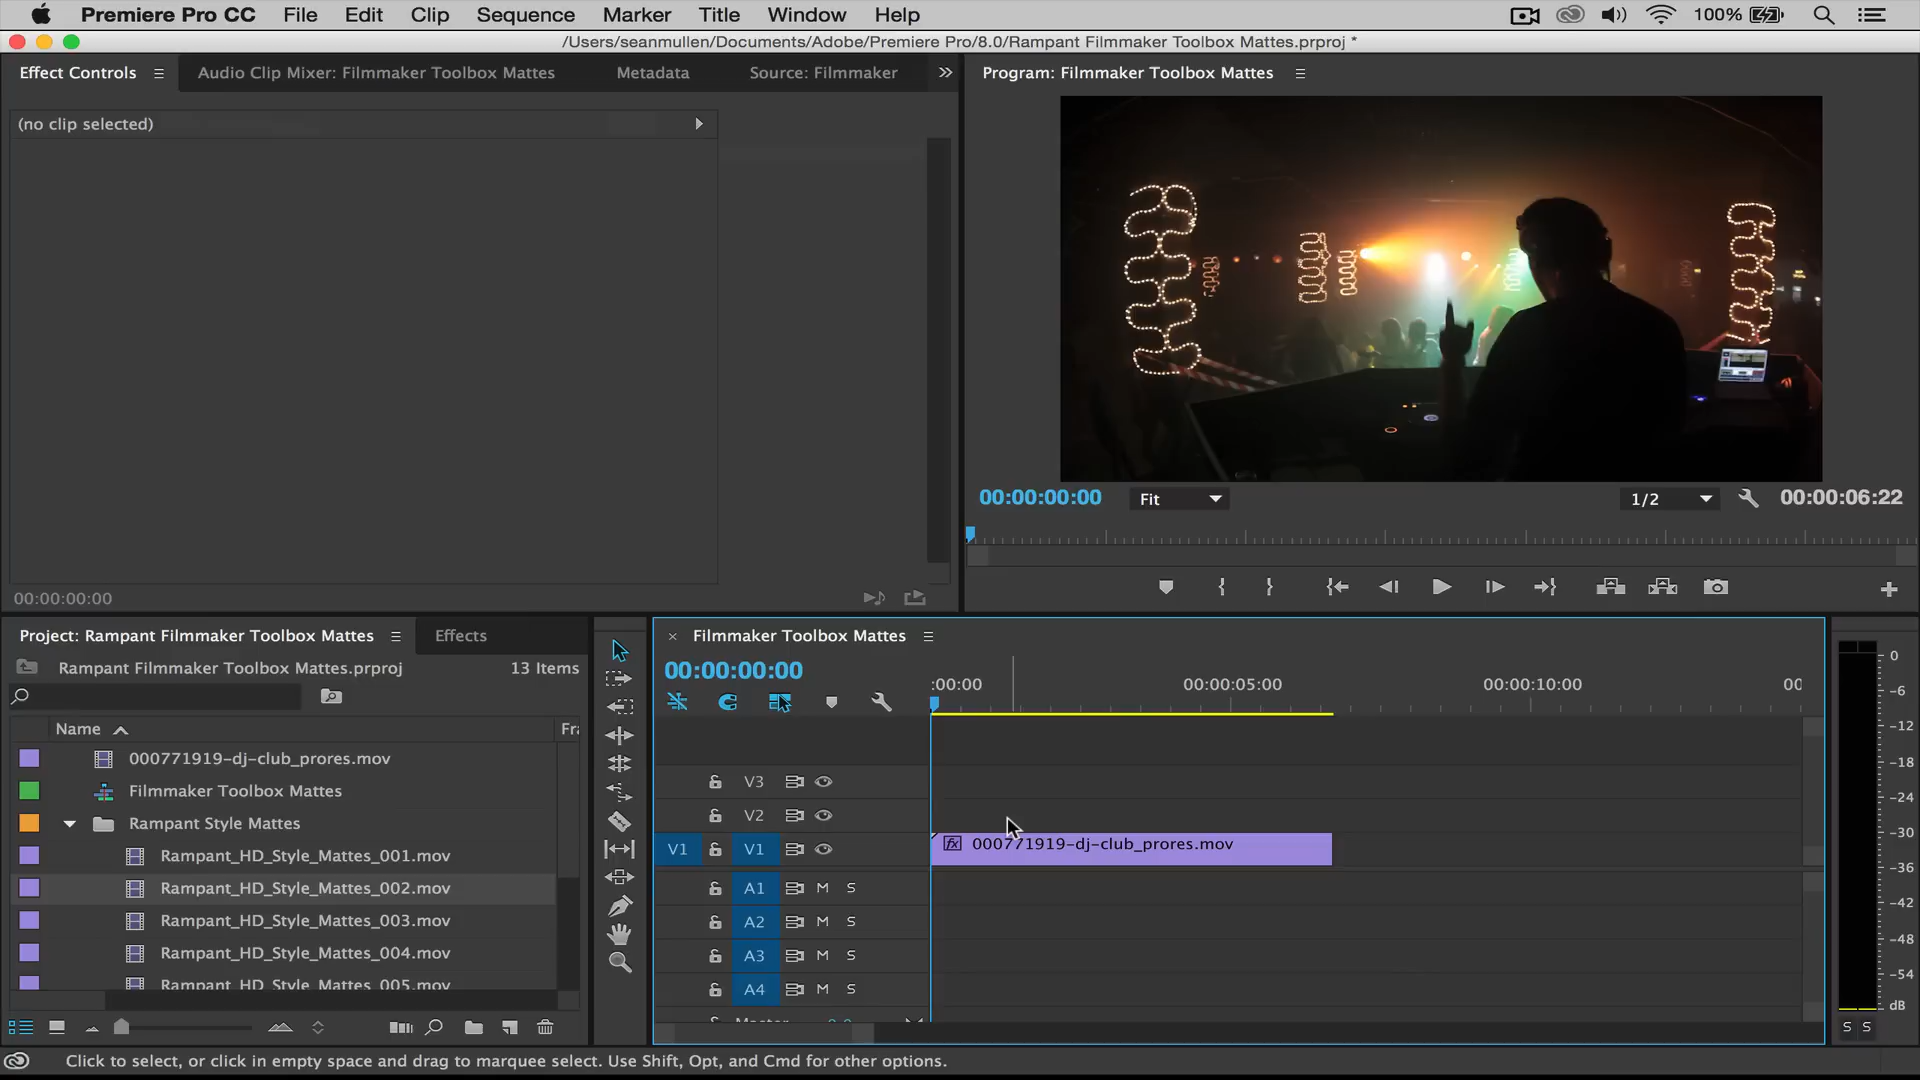 Premiere Pro CC File Edit Clip Sequence Marker Title Window Help 100%
/Users/seanmullen/Documents/Adobe/Premiere Pro/8.0/Rampant Filmmaker Toolbox Mattes.prproj *
Effect Controls Audio Clip Mixer: Filmmaker Toolbox Mattes Metadata Source: Filmmaker
Program: Filmmaker Toolbox Mattes
(no clip selected)
00:00:00:00 Fit 1/2 00:00:06:22
00:00:00:00
Project: Rampant Filmmaker Toolbox Mattes Effects
Rampant Filmmaker Toolbox Mattes.prproj 13 Items
Name Fra
000771919-dj-club_prores.mov
Filmmaker Toolbox Mattes
Rampant Style Mattes
Rampant_HD_Style_Mattes_001.mov
Rampant_HD_Style_Mattes_002.mov
Rampant_HD_Style_Mattes_003.mov
Rampant_HD_Style_Mattes_004.mov
Rampant_HD_Style_Mattes_005.mov
Filmmaker Toolbox Mattes
00:00:00:00
:00:00 00:00:05:00 00:00:10:00 00
V3
V2
V1 V1 fx 000771919-dj-club_prores.mov
A1 M S
A2 M S
A3 M S
A4 M S
0
-6
-12
-18
-24
-30
-36
-42
-48
-54
dB
S S
Click to select, or click in empty space and drag to marquee select. Use Shift, Opt, and Cmd for other options.